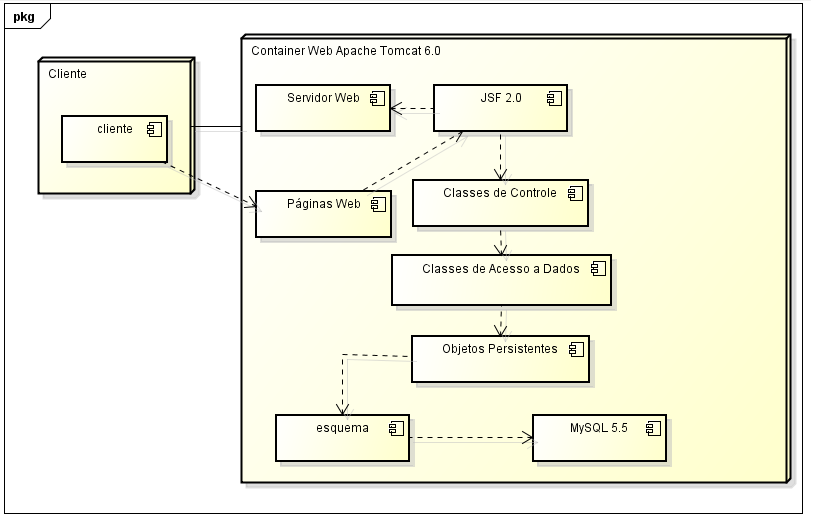 pkg
Container Web Apache Tomcat 6.0
Cliente
Servidor Web
JSF 2.0
cliente
Páginas Web
Classes de Controle
Classes de Acesso a Dados
Objetos Persistentes
esquema
MySQL 5.5